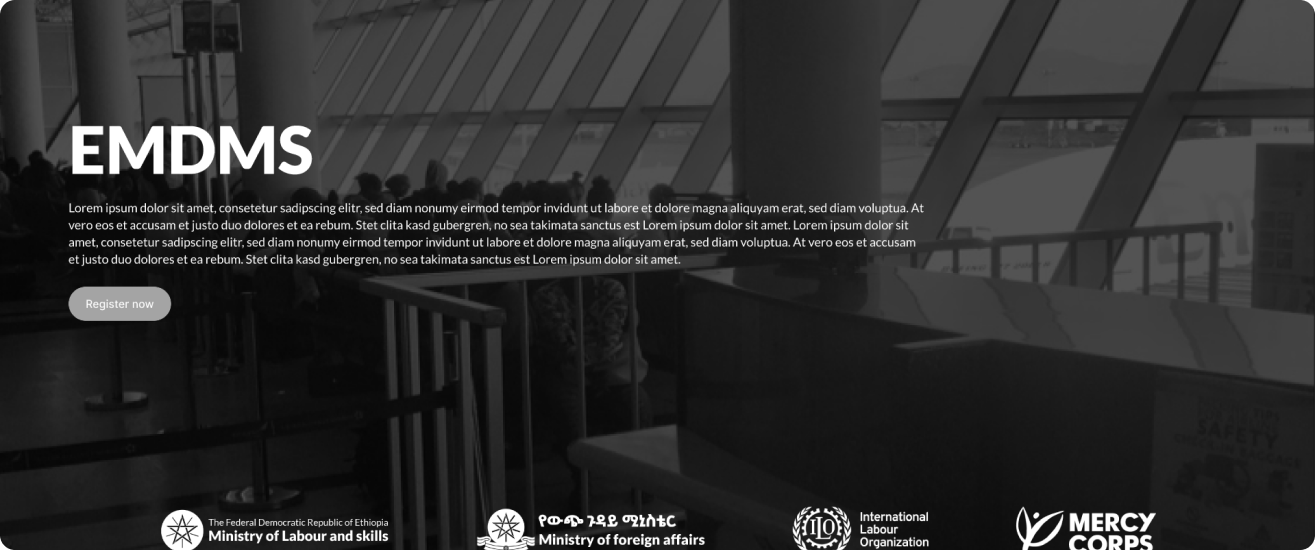 EMDMS
Lorem ipsum dolor sit amet, consetetur sadipscing elitr, sed diam nonumy eirmod tempor invidunt ut labore et dolore magna aliquyam erat, sed diam voluptua. At
vero eos et accusam et justo duo dolores et ea rebum. Stet clita kasd gubergren, no sea takimata sanctus est Lorem ipsum dolor sit amet. Lorem ipsum dolor sit
amet, consetetur sadipscing elitr, sed diam nonumy eirmod tempor invidunt ut labore et dolore magna aliquyam erat, sed diam voluptua. At vero eos et accusam
et justo duo dolores et ea rebum. Stet clita kasd gubergren, no sea takimata sanctus est Lorem ipsum dolor sit amet.
Register now
SAFETY
The Federal Democratic Republic of Ethiopia
Ministry of Labour and skills
የውጭ ጉዳይ ሚኒስቴር
Ministry of foreign affairs
ILO
International
Labour
Organization
MERCY
CORPS